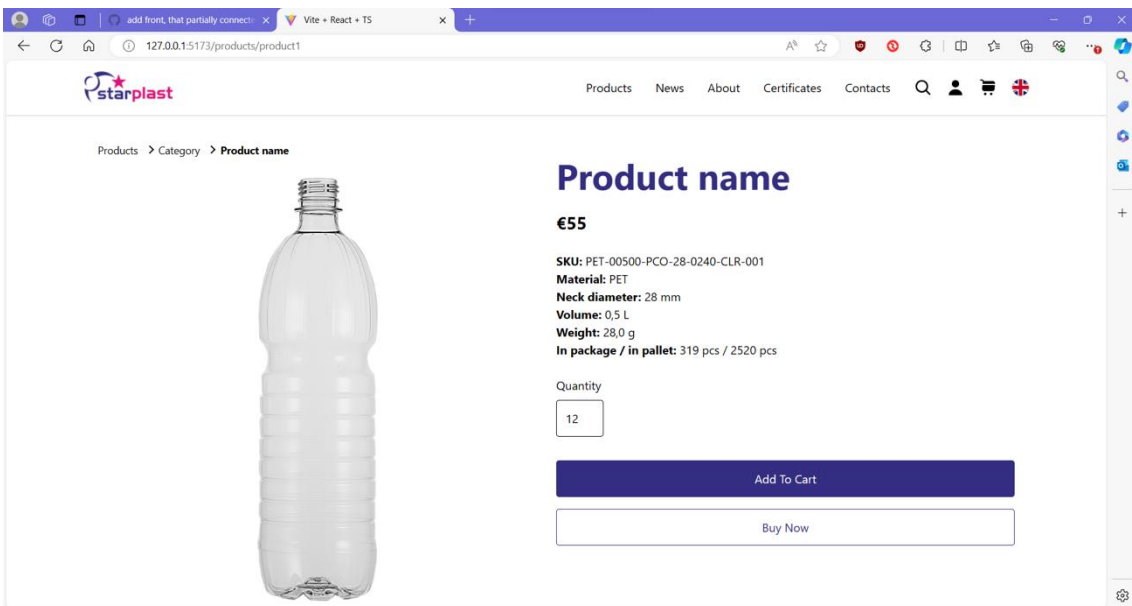 add front, that partially connecte
Vite + React + TS
127.0.0.1:5173/products/product1
starplast
Products News About Certificates Contacts
Products > Category > Product name
Product name
€55
SKU: PET-00500-PCO-28-0240-CLR-001
Material: PET
Neck diameter: 28 mm
Volume: 0,5 L
Weight: 28,0 g
In package / in pallet: 319 pcs / 2520 pcs
Quantity
12
Add To Cart
Buy Now